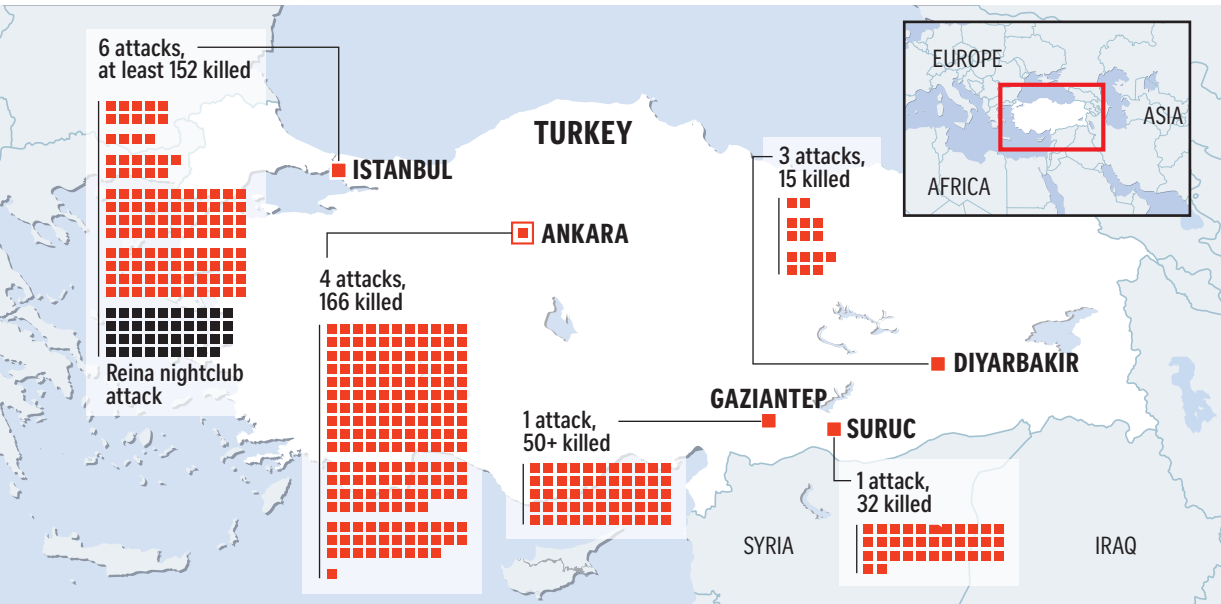 6 attacks,
at least 152 killed
Reina nightclub
attack
ISTANBUL
TURKEY
ANKARA
4 attacks,
166 killed
3 attacks,
15 killed
DIYARBAKIR
GAZIANTEP
1 attack,
50+ killed
SURUC
1 attack,
32 killed
SYRIA
IRAQ
EUROPE
ASIA
AFRICA